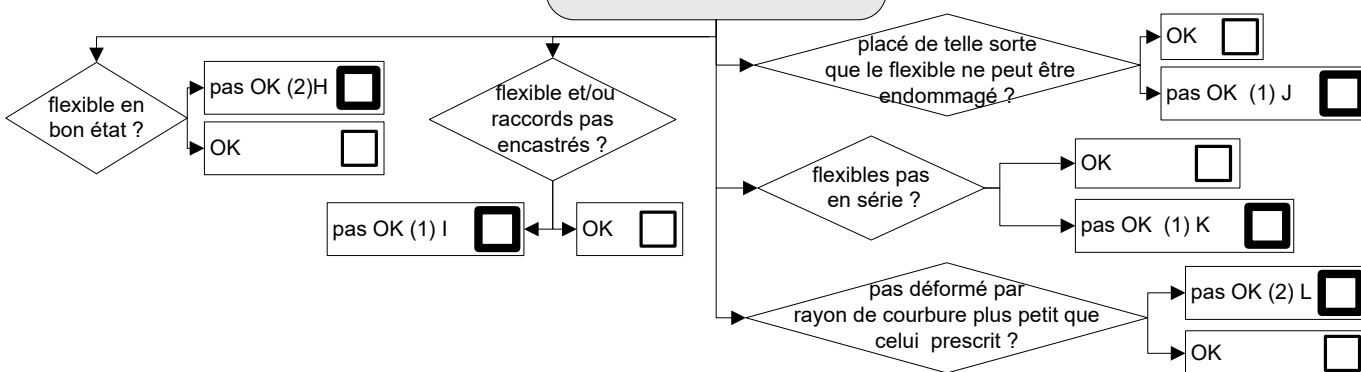 flexible en
bon état ?
pas OK (2)H
OK
flexible et/ou
raccords pas
encastrés ?
pas OK (1) I
OK
placé de telle sorte
que le flexible ne peut être
endommagé ?
OK
pas OK (1) J
flexibles pas
en série ?
OK
pas OK (1) K
pas déformé par
rayon de courbure plus petit que
celui prescrit ?
pas OK (2) L
OK